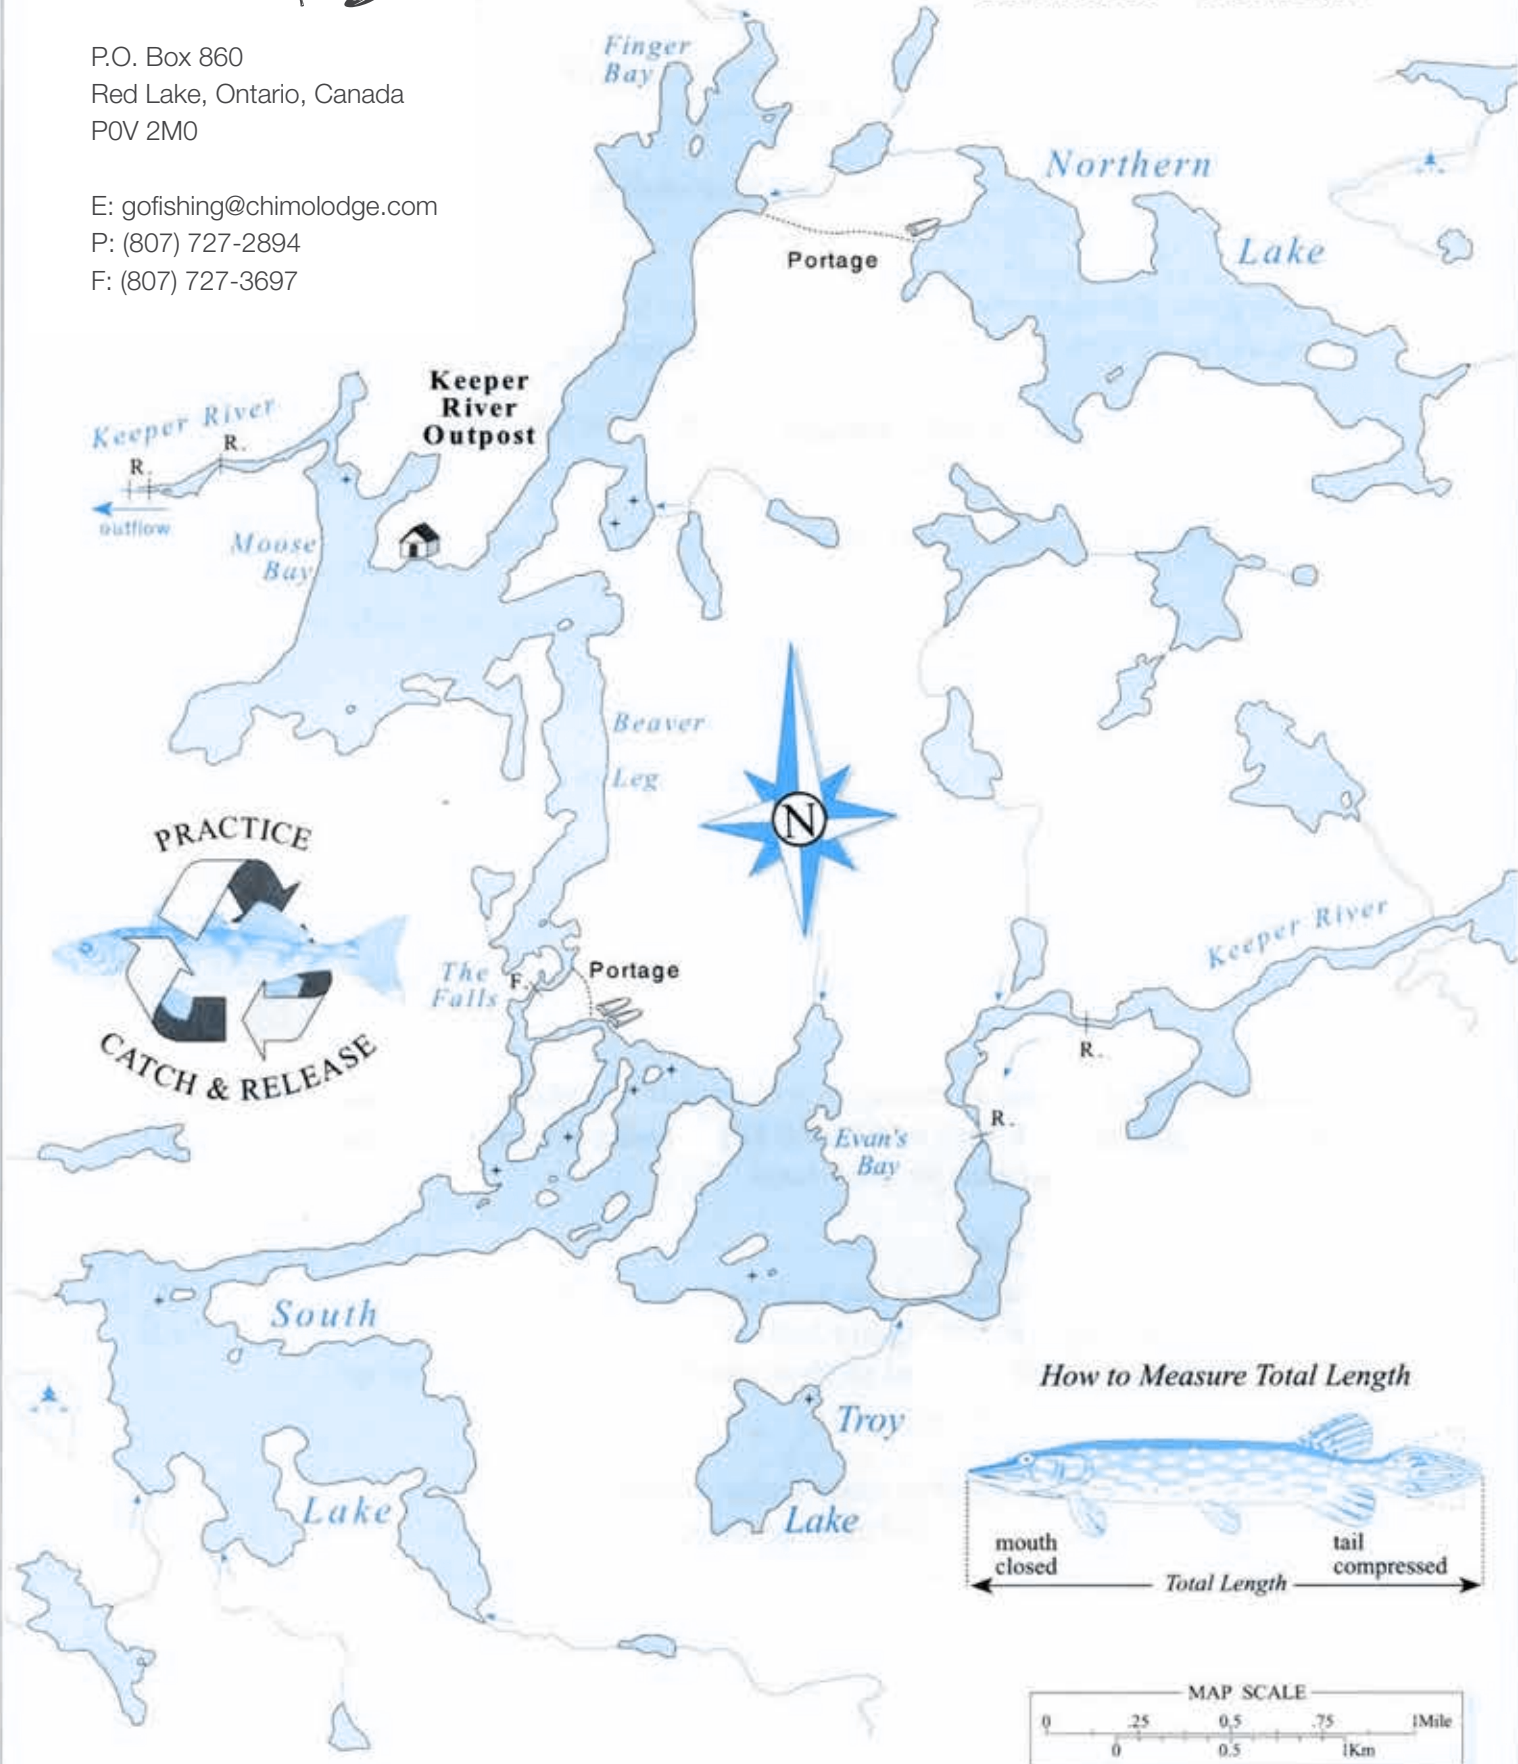 P.O. Box 860
Red Lake, Ontario, Canada
P0V 2M0
E: gofishing@chimolodge.com
P: (807) 727-2894
F: (807) 727-3697
Finger
Bay
Northern
Lake
Portage
Keeper
River
Outpost
Keeper River
R.
R.
outflow
Moose
Bay
Beaver
Leg
N
PRACTICE
CATCH & RELEASE
The
Falls
F.
Portage
Keeper River
R.
R.
Evan's
Bay
South
Lake
Troy
Lake
How to Measure Total Length
mouth
closed
tail
compressed
Total Length
MAP SCALE
0 .25 0.5 .75 1Mile
0 0.5 1Km